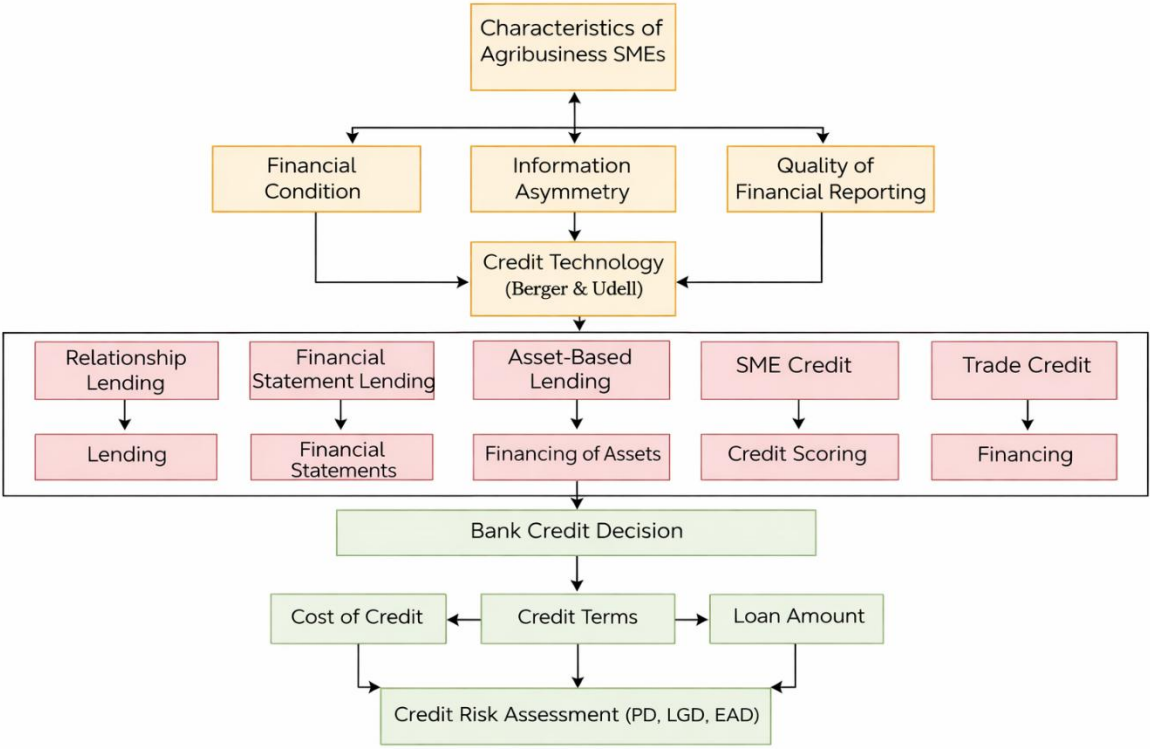 Characteristics of
Agribusiness SMEs
Financial
Condition
Information
Asymmetry
Quality of
Financial Reporting
Credit Technology
(Berger & Udell)
Relationship
Lending
Financial
Statement Lending
Asset-Based
Lending
SME Credit
Trade Credit
Lending
Financial
Statements
Financing of Assets
Credit Scoring
Financing
Bank Credit Decision
Cost of Credit
Credit Terms
Loan Amount
Credit Risk Assessment (PD, LGD, EAD)